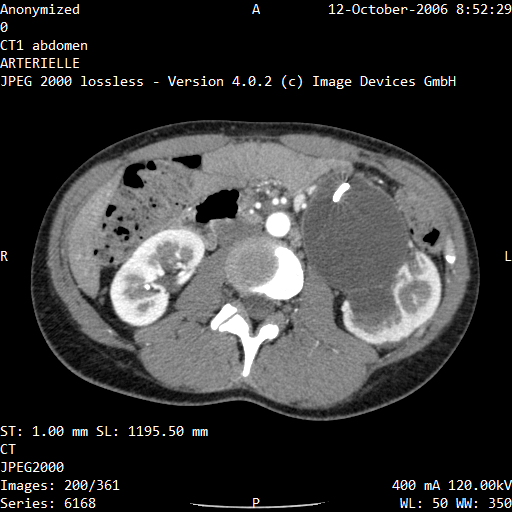 Anonymized A 12-October-2006 8:52:29
0
CT1 abdomen
ARTERIELLE
JPEG 2000 lossless - Version 4.0.2 (c) Image Devices GmbH
R L
ST: 1.00 mm SL: 1195.50 mm
CT
JPEG2000
Images: 200/361 400 mA 120.00kV
Series: 6168 P WL: 50 WW: 350